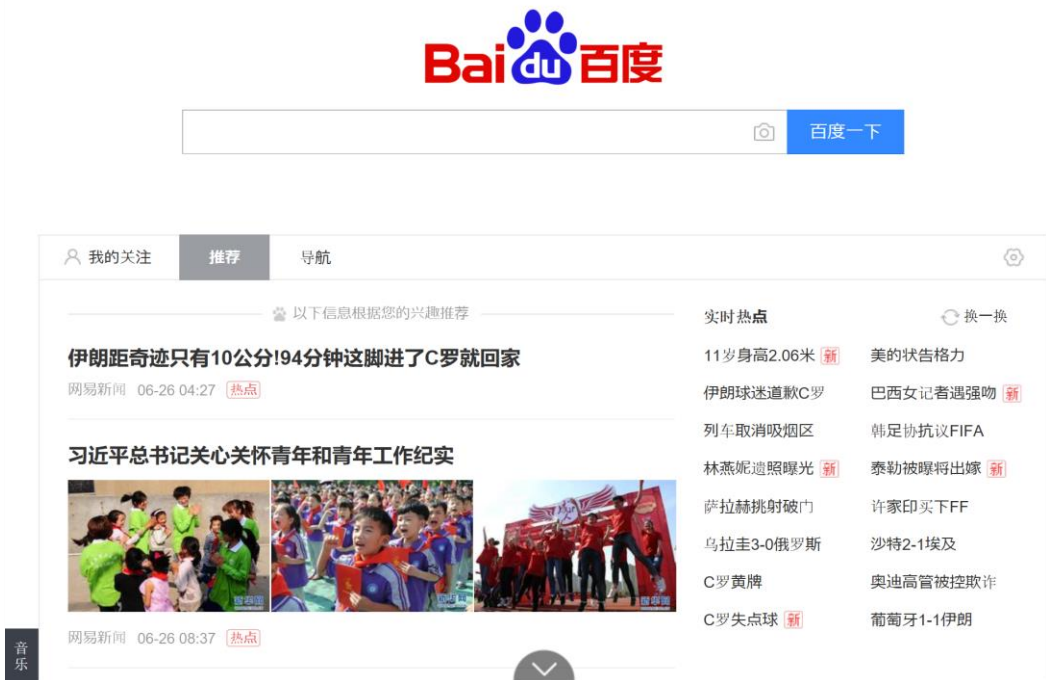 Bai du 百度
百度一下
我的关注 推荐 导航
以下信息根据您的兴趣推荐
伊朗距奇迹只有10公分!94分钟这脚进了C罗就回家
网易新闻 06-26 04:27 热点
习近平总书记关心关怀青年和青年工作纪实
新华网 新华网 新华网
网易新闻 06-26 08:37 热点
实时热点 换一换
11岁身高2.06米 新 美的状告格力
伊朗球迷道歉C罗 巴西女记者遇强吻 新
列车取消吸烟区 韩足协抗议FIFA
林燕妮遗照曝光 新 泰勒被曝将出嫁 新
萨拉赫挑射破门 许家印买下FF
乌拉圭3-0俄罗斯 沙特2-1埃及
C罗黄牌 奥迪高管被控欺诈
C罗失点球 新 葡萄牙1-1伊朗
音乐